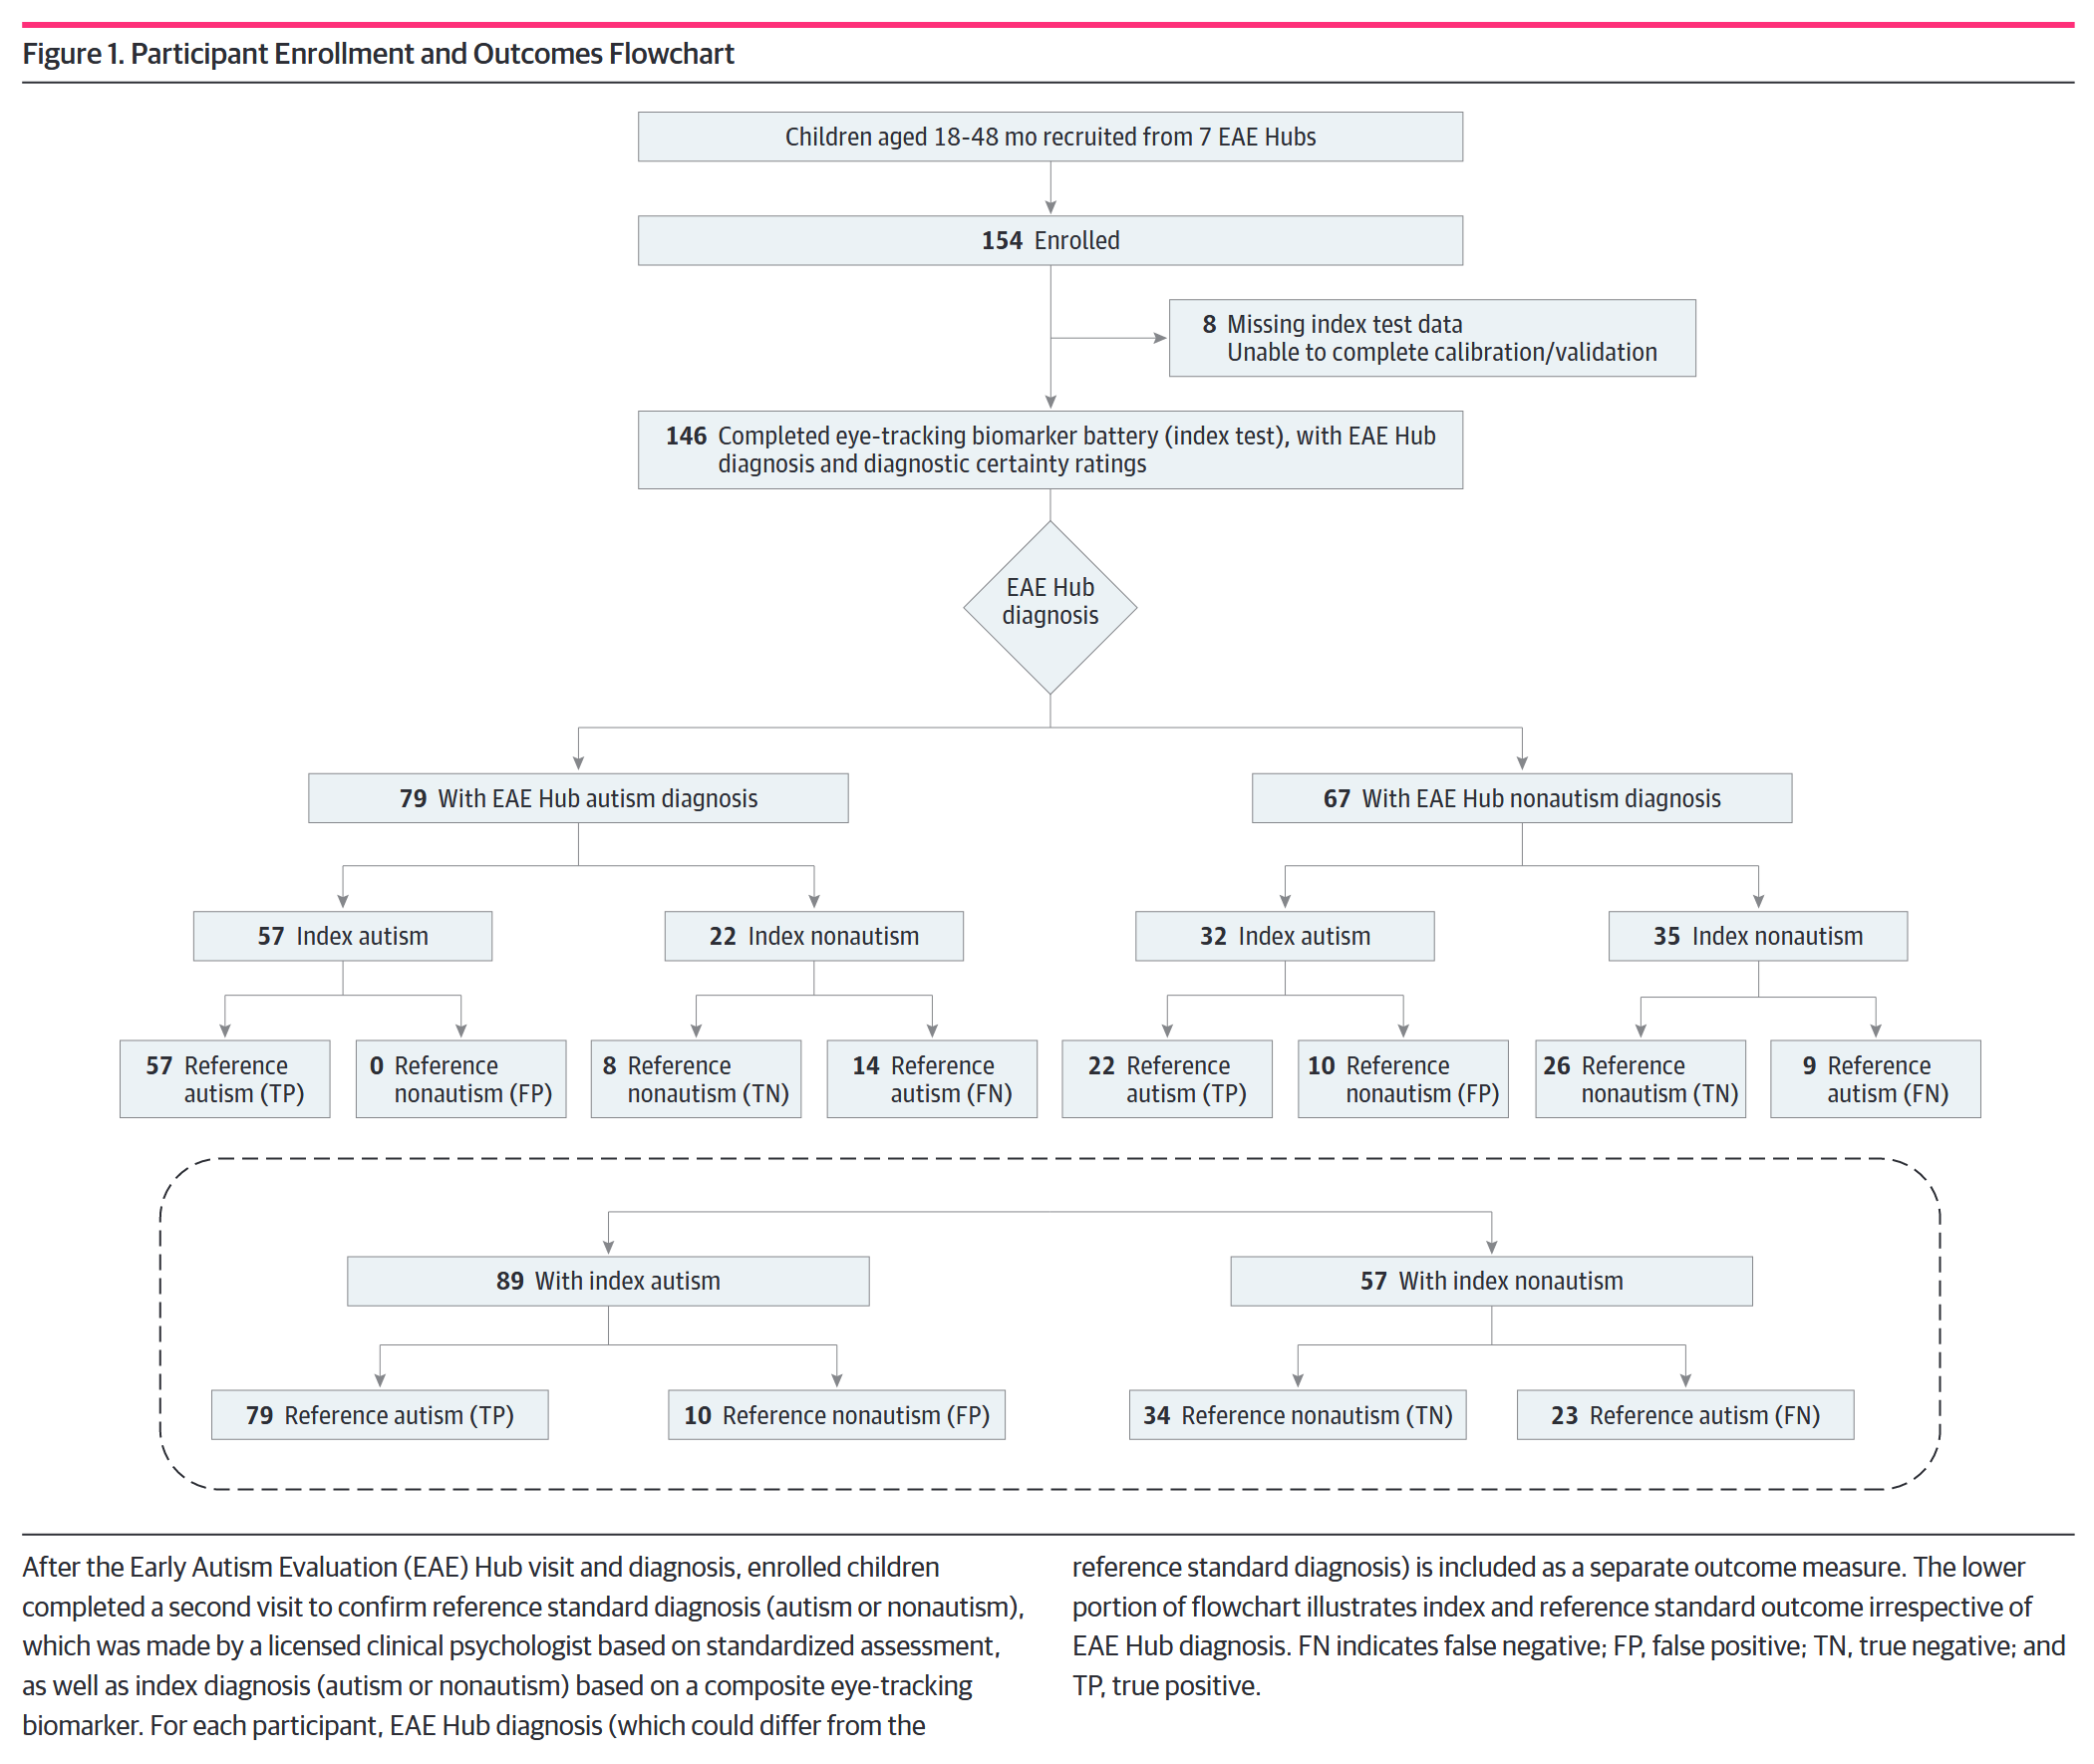 Figure 1. Participant Enrollment and Outcomes Flowchart
Children aged 18-48 mo recruited from 7 EAE Hubs
154 Enrolled
8 Missing index test data
Unable to complete calibration/validation
146 Completed eye-tracking biomarker battery (index test), with EAE Hub
diagnosis and diagnostic certainty ratings
EAE Hub
diagnosis
79 With EAE Hub autism diagnosis
67 With EAE Hub nonautism diagnosis
57 Index autism
22 Index nonautism
32 Index autism
35 Index nonautism
57 Reference
autism (TP)
0 Reference
nonautism (FP)
8 Reference
nonautism (TN)
14 Reference
autism (FN)
22 Reference
autism (TP)
10 Reference
nonautism (FP)
26 Reference
nonautism (TN)
9 Reference
autism (FN)
89 With index autism
57 With index nonautism
79 Reference autism (TP)
10 Reference nonautism (FP)
34 Reference nonautism (TN)
23 Reference autism (FN)
After the Early Autism Evaluation (EAE) Hub visit and diagnosis, enrolled children
completed a second visit to confirm reference standard diagnosis (autism or nonautism),
which was made by a licensed clinical psychologist based on standardized assessment,
as well as index diagnosis (autism or nonautism) based on a composite eye-tracking
biomarker. For each participant, EAE Hub diagnosis (which could differ from the
reference standard diagnosis) is included as a separate outcome measure. The lower
portion of flowchart illustrates index and reference standard outcome irrespective of
EAE Hub diagnosis. FN indicates false negative; FP, false positive; TN, true negative; and
TP, true positive.